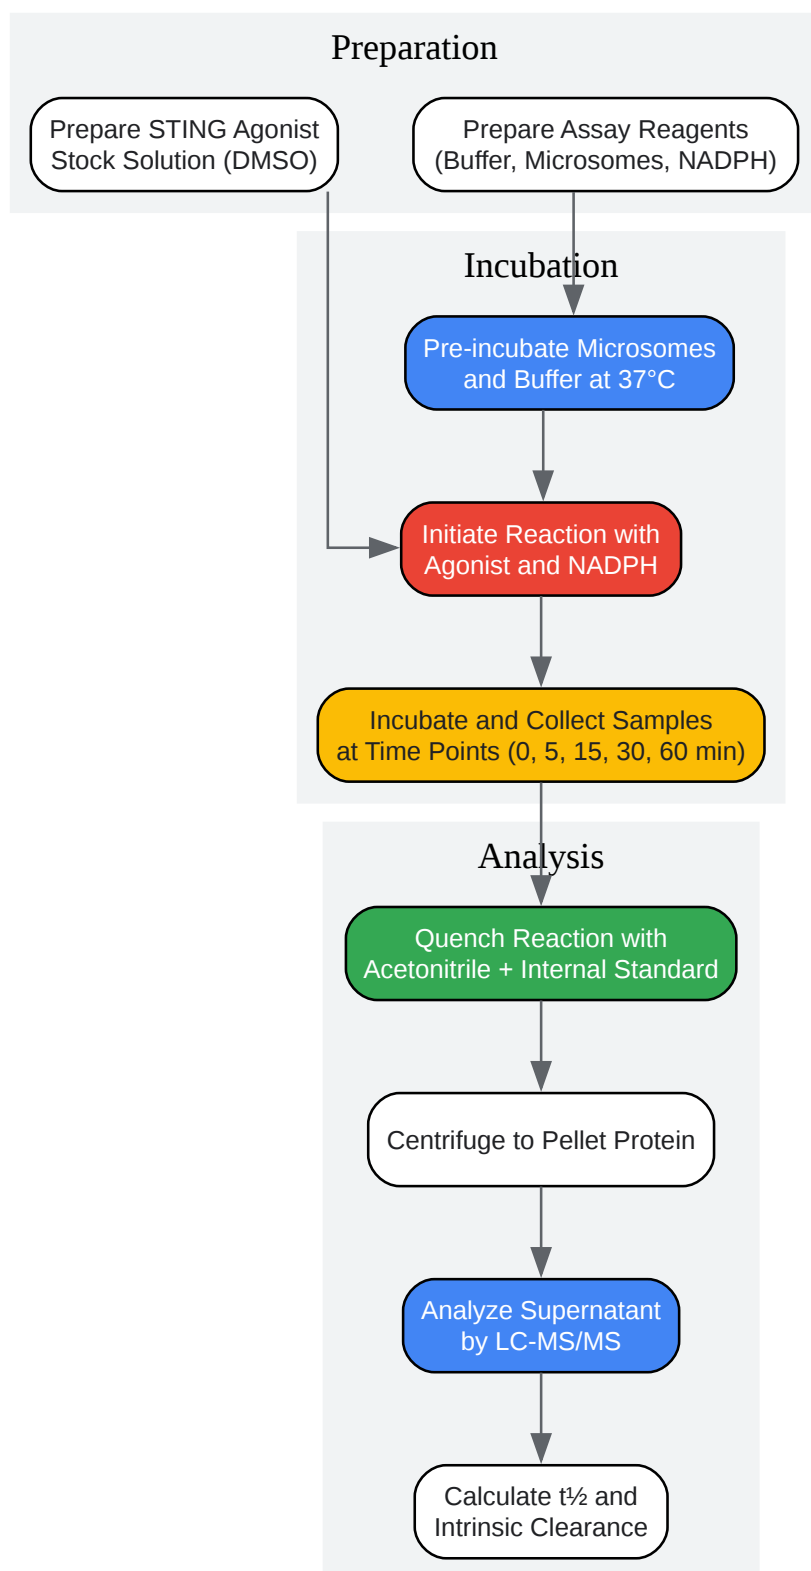 Preparation
Prepare STING Agonist
Stock Solution (DMSO)
Prepare Assay Reagents
(Buffer, Microsomes, NADPH)
Incubation
Pre-incubate Microsomes
and Buffer at 37°C
Initiate Reaction with
Agonist and NADPH
Incubate and Collect Samples
at Time Points (0, 5, 15, 30, 60 min)
Analysis
Quench Reaction with
Acetonitrile + Internal Standard
Centrifuge to Pellet Protein
Analyze Supernatant
by LC-MS/MS
Calculate t½ and
Intrinsic Clearance